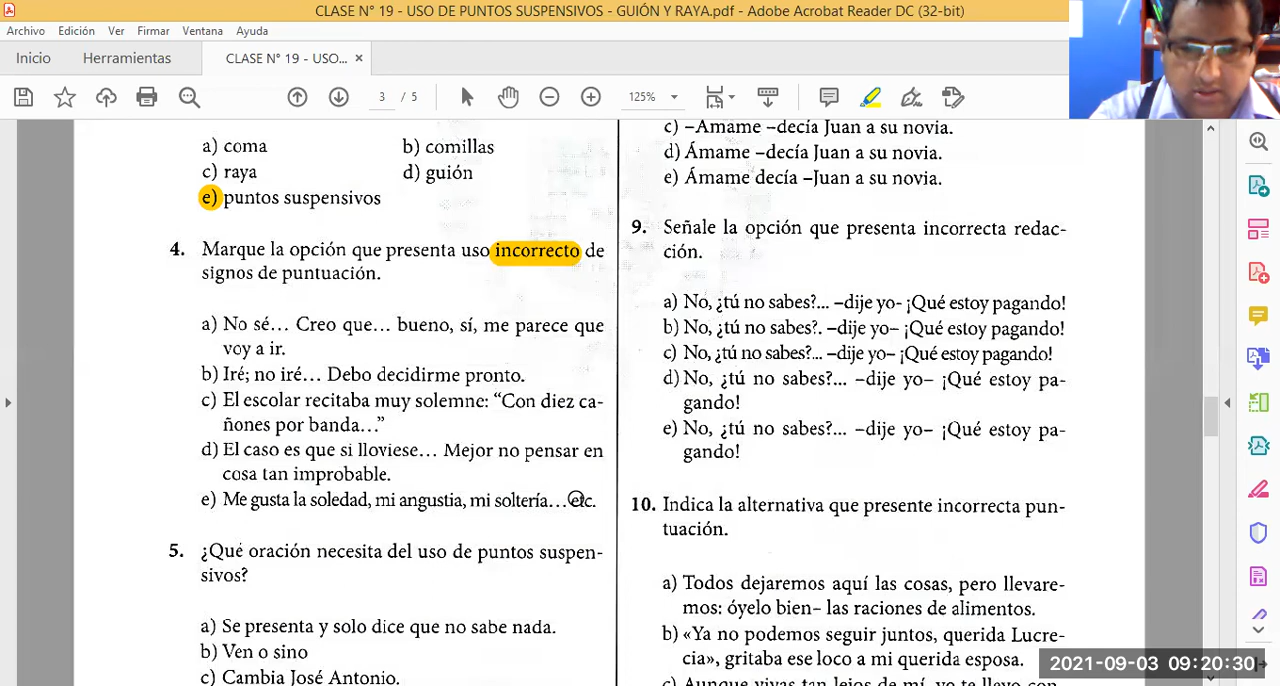 CLASE N° 19 - USO DE PUNTOS SUSPENSIVOS - GUIÓN Y RAYA.pdf - Adobe Acrobat Reader DC (32-bit)
Archivo Edición Ver Firmar Ventana Ayuda
Inicio Herramientas CLASE N° 19 - USO... ×
3 / 5 125%
a) coma b) comillas
c) raya d) guión
e) puntos suspensivos
4. Marque la opción que presenta uso incorrecto de
signos de puntuación.
a) No sé… Creo que… bueno, sí, me parece que
voy a ir.
b) Iré; no iré… Debo decidirme pronto.
c) El escolar recitaba muy solemne: “Con diez ca-
ñones por banda…”
d) El caso es que si lloviese… Mejor no pensar en
cosa tan improbable.
e) Me gusta la soledad, mi angustia, mi soltería… etc.
5. ¿Qué oración necesita del uso de puntos suspen-
sivos?
a) Se presenta y solo dice que no sabe nada.
b) Ven o sino
c) Cambia José Antonio.
c) –Amame –decía Juan a su novia.
d) Ámame –decía Juan a su novia.
e) Ámame decía –Juan a su novia.
9. Señale la opción que presenta incorrecta redac-
ción.
a) No, ¿tú no sabes?... –dije yo- ¡Qué estoy pagando!
b) No, ¿tú no sabes?. –dije yo– ¡Qué estoy pagando!
c) No, ¿tú no sabes?... –dije yo– ¡Qué estoy pagando!
d) No, ¿tú no sabes?... –dije yo– ¡Qué estoy pa-
gando!
e) No, ¿tú no sabes?... –dije yo– ¡Qué estoy pa-
gando!
10. Indica la alternativa que presente incorrecta pun-
tuación.
a) Todos dejaremos aquí las cosas, pero llevare-
mos: óyelo bien– las raciones de alimentos.
b) «Ya no podemos seguir juntos, querida Lucre-
cia», gritaba ese loco a mi querida esposa.
c) Aunque vivas tan lejos de mí, yo te llevo con
2021-09-03 09:20:30